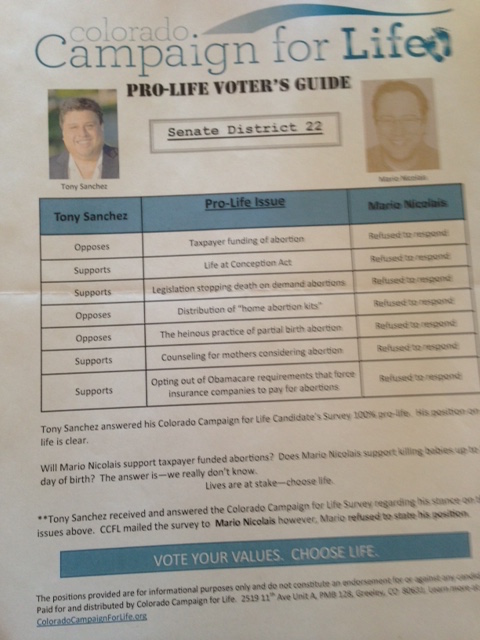 colorado
Campaign for Life
PRO-LIFE VOTER'S GUIDE
Senate District 22
Tony Sanchez
Mario Nicolais
Tony Sanchez Pro-Life Issue Mario Nicolais
Opposes Taxpayer funding of abortion Refused to respond
Supports Life at Conception Act Refused to respond
Supports Legislation stopping death on demand abortions Refused to respond
Opposes Distribution of "home abortion kits" Refused to respond
Opposes The heinous practice of partial birth abortion Refused to respond
Supports Counseling for mothers considering abortion Refused to respond
Supports Opting out of Obamacare requirements that force
insurance companies to pay for abortions Refused to respond
Tony Sanchez answered his Colorado Campaign for Life Candidate's Survey 100% pro-life. His position on
life is clear.
Will Mario Nicolais support taxpayer funded abortions? Does Mario Nicolais support killing babies up to
day of birth? The answer is—we really don't know.
Lives are at stake—choose life.
**Tony Sanchez received and answered the Colorado Campaign for Life Survey regarding his stance on
issues above. CCFL mailed the survey to Mario Nicolais however, Mario refused to state his position.
VOTE YOUR VALUES. CHOOSE LIFE.
The positions provided are for informational purposes only and do not constitute an endorsement for or against any
Paid for and distributed by Colorado Campaign for Life. 2519 11th Ave Unit A, PMB 128, Greeley, CO 80631. Learn more
ColoradoCampaignForLife.org